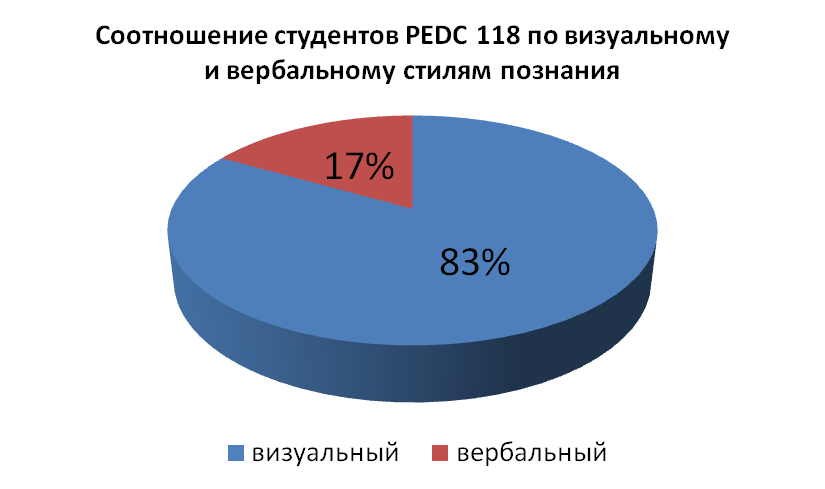 Соотношение студентов PEDC 118 по визуальному
и вербальному стилям познания
17%
83%
визуальный вербальный